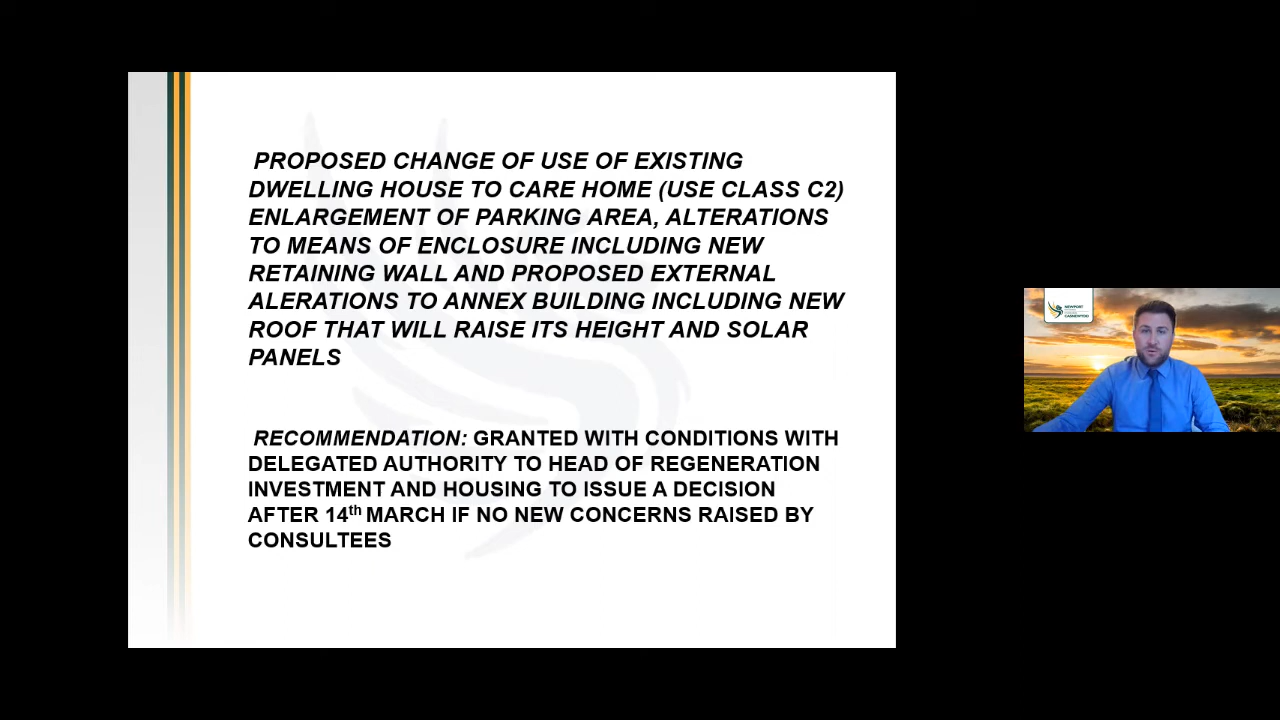 PROPOSED CHANGE OF USE OF EXISTING
DWELLING HOUSE TO CARE HOME (USE CLASS C2)
ENLARGEMENT OF PARKING AREA, ALTERATIONS
TO MEANS OF ENCLOSURE INCLUDING NEW
RETAINING WALL AND PROPOSED EXTERNAL
ALERATIONS TO ANNEX BUILDING INCLUDING NEW
ROOF THAT WILL RAISE ITS HEIGHT AND SOLAR
PANELS
RECOMMENDATION: GRANTED WITH CONDITIONS WITH
DELEGATED AUTHORITY TO HEAD OF REGENERATION
INVESTMENT AND HOUSING TO ISSUE A DECISION
AFTER 14th MARCH IF NO NEW CONCERNS RAISED BY
CONSULTEES
NEWPORT
CASNEWYDD